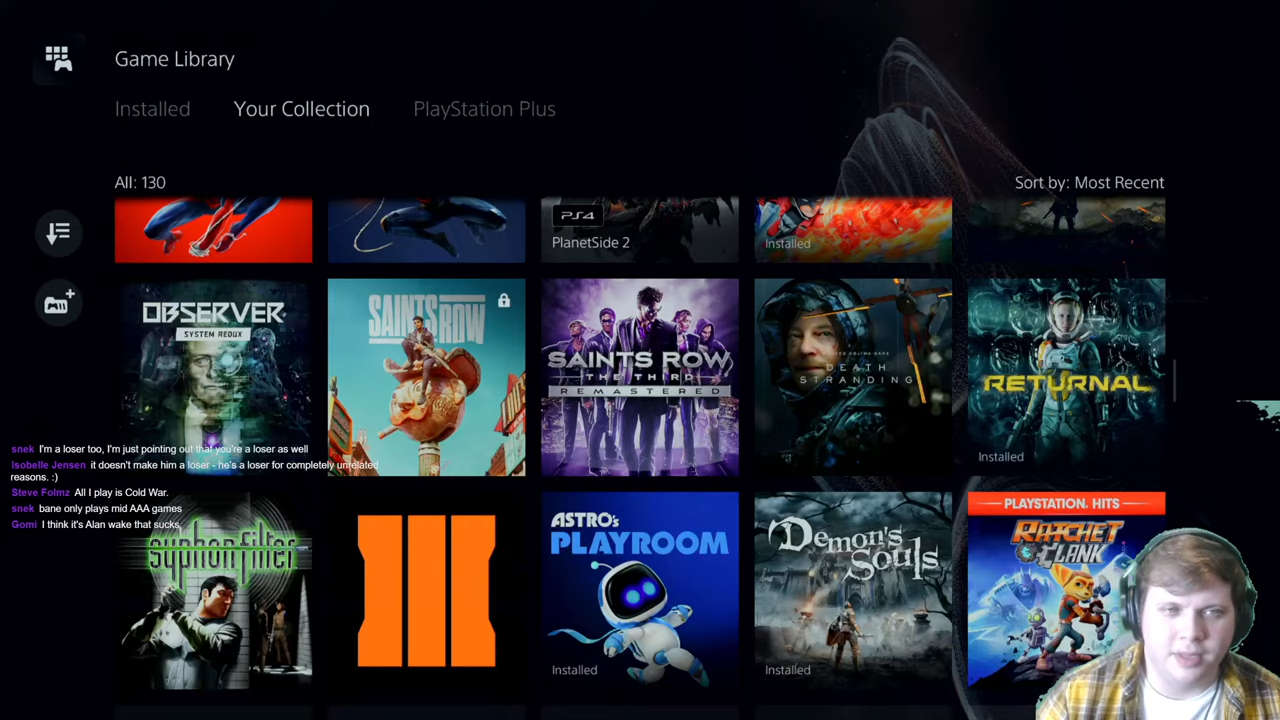 Game Library
Installed
Your Collection
PlayStation Plus
All: 130
Sort by: Most Recent
PS4
PlanetSide 2
Installed
OBSERVER
SYSTEM REDUX
SAINTS ROW
SAINTS ROW
THE THIRD
REMASTERED
DEATH
STRANDING
RETURNAL
Installed
snek I'm a loser too, I'm just pointing out that you're a loser as well
Isobelle Jensen it doesn't make him a loser - he's a loser for completely unrelated
reasons. :)
Steve Folmz All I play is Cold War.
snek bane only plays mid AAA games
Gomi I think it's Alan wake that sucks
syphon filter
III
ASTRO's
PLAYROOM
Installed
Demon's
Souls
Installed
PLAYSTATION HITS
RATCHET
CLANK